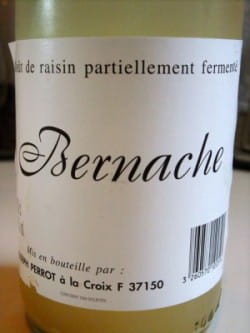 de raisin partiellement fermenté
Bernache
Mis en bouteille par :
PERROT à la Croix F 37150